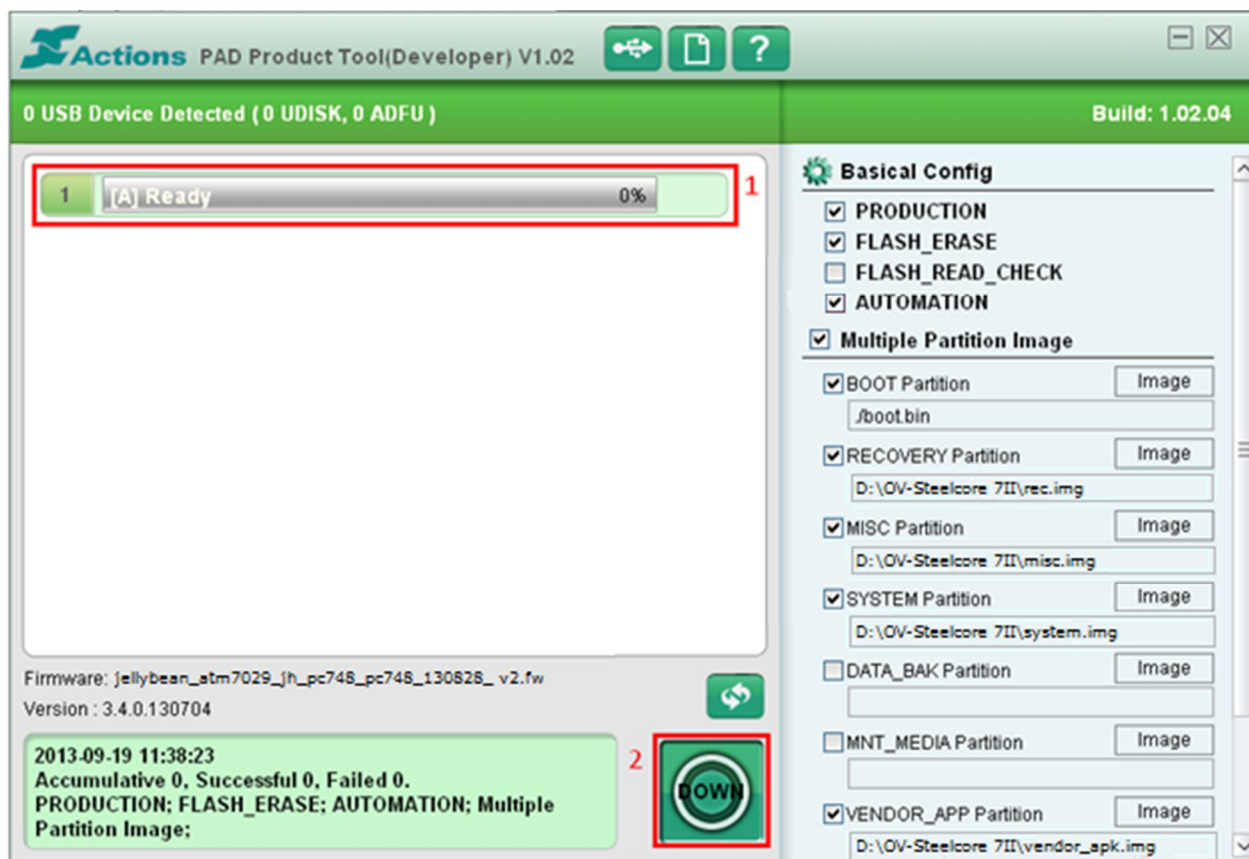 Actions PAD Product Tool(Developer) V1.02
?
0 USB Device Detected ( 0 UDISK, 0 ADFU )
Build: 1.02.04
1 [A] Ready 0% 1
Firmware: jellybean_atm7029_jh_pc748_pc748_130828_ v2.fw
Version : 3.4.0.130704
2013-09-19 11:38:23
Accumulative 0, Successful 0, Failed 0.
PRODUCTION; FLASH_ERASE; AUTOMATION; Multiple
Partition Image;
2
DOWN
Basical Config
PRODUCTION
FLASH_ERASE
FLASH_READ_CHECK
AUTOMATION
Multiple Partition Image
BOOT Partition Image
./boot.bin
RECOVERY Partition Image
D:\OV-Steelcore 7II\rec.img
MISC Partition Image
D:\OV-Steelcore 7II\misc.img
SYSTEM Partition Image
D:\OV-Steelcore 7II\system.img
DATA_BAK Partition Image
MNT_MEDIA Partition Image
VENDOR_APP Partition Image
D:\OV-Steelcore 7II\vendor_apk.img